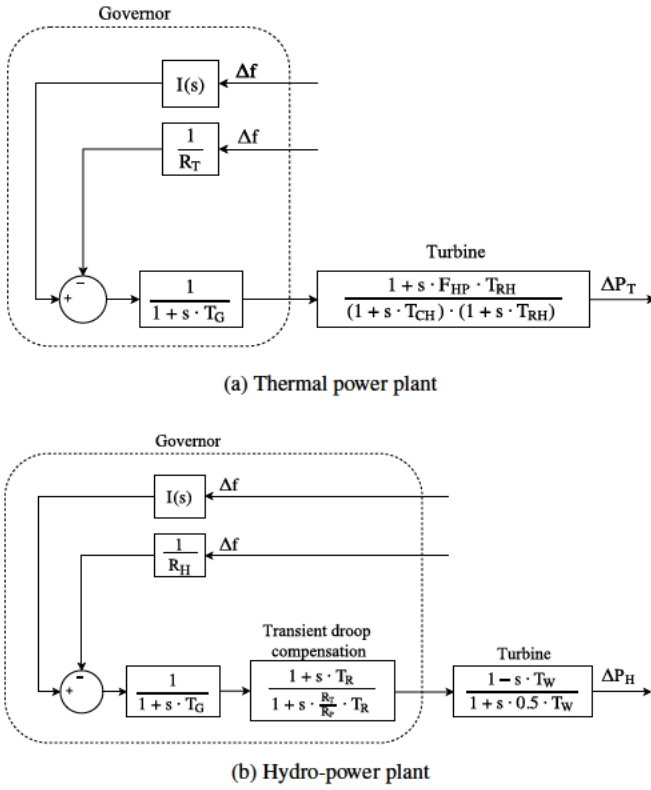 Governor
I(s)
Δf
1
R_T
Δf
−
+
1
1 + s · T_G
Turbine
1 + s · F_HP · T_RH
(1 + s · T_CH) · (1 + s · T_RH)
ΔP_T
(a) Thermal power plant
Governor
I(s)
Δf
1
R_H
Δf
−
+
1
1 + s · T_G
Transient droop
compensation
1 + s · T_R
1 + s · R_T/R_P · T_R
Turbine
1 − s · T_W
1 + s · 0.5 · T_W
ΔP_H
(b) Hydro-power plant